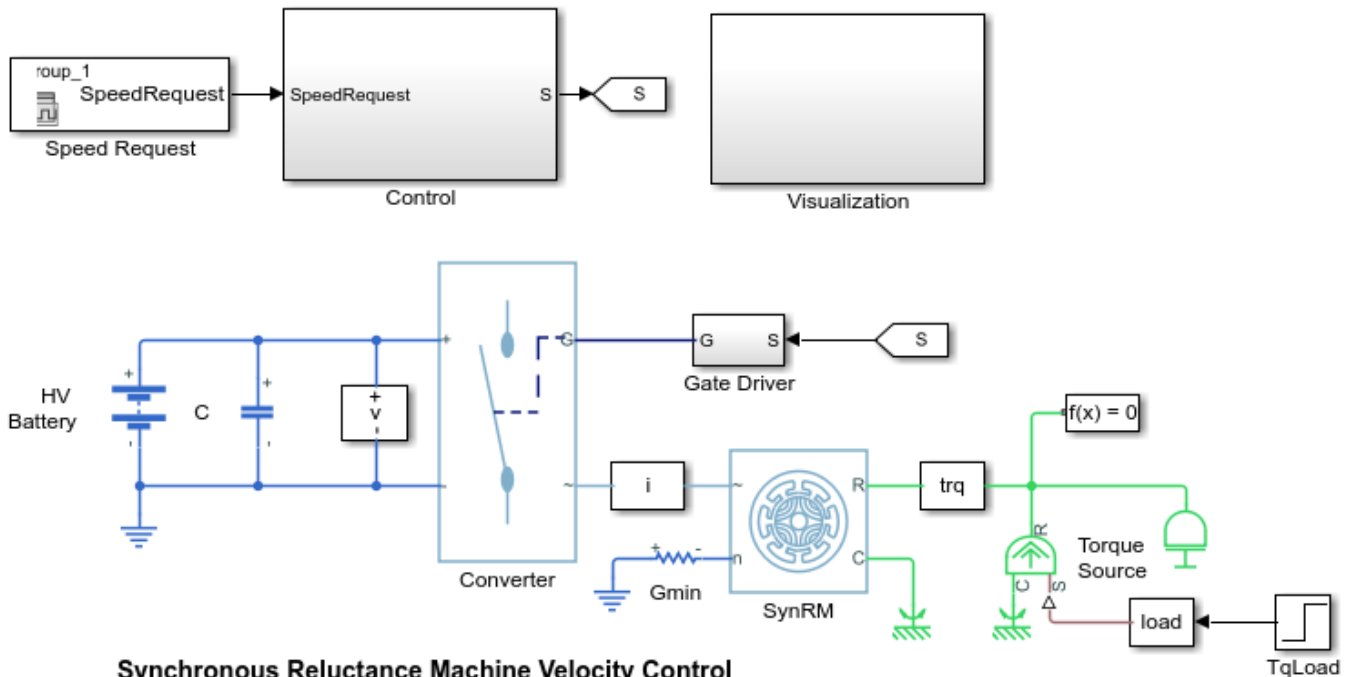 roup_1
SpeedRequest
Speed Request
SpeedRequest
S
Control
S
Visualization
HV
Battery
+
-
C
+
-
+
v
-
+
-
G
~
Converter
G
S
Gate Driver
S
i
+
-
Gmin
~
n
R
C
SynRM
trq
f(x) = 0
R
C
S
Torque
Source
load
TqLoad
Synchronous Reluctance Machine Velocity Control